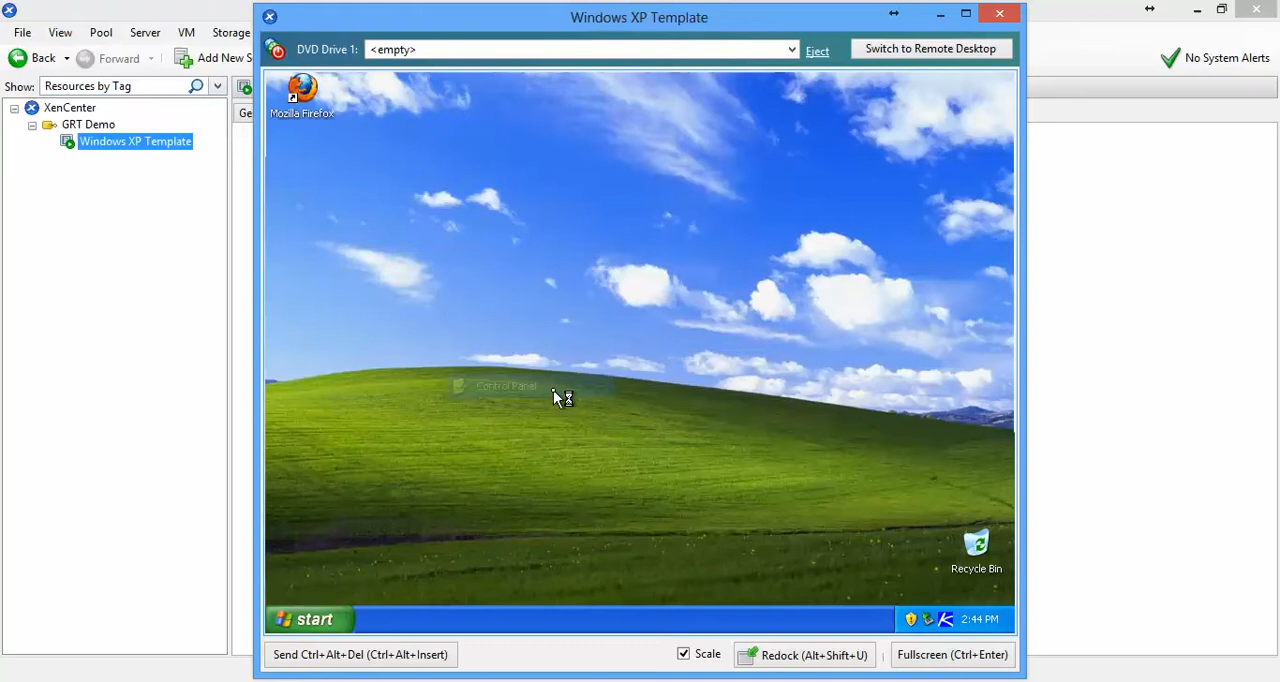 Windows XP Template
File View Pool Server VM Storage
DVD Drive 1: <empty> Eject Switch to Remote Desktop
Back Forward Add New S
No System Alerts
Show: Resources by Tag
XenCenter
GRT Demo
Windows XP Template
Ge
Mozilla Firefox
Control Panel
Recycle Bin
start
2:44 PM
Send Ctrl+Alt+Del (Ctrl+Alt+Insert) Scale Redock (Alt+Shift+U) Fullscreen (Ctrl+Enter)